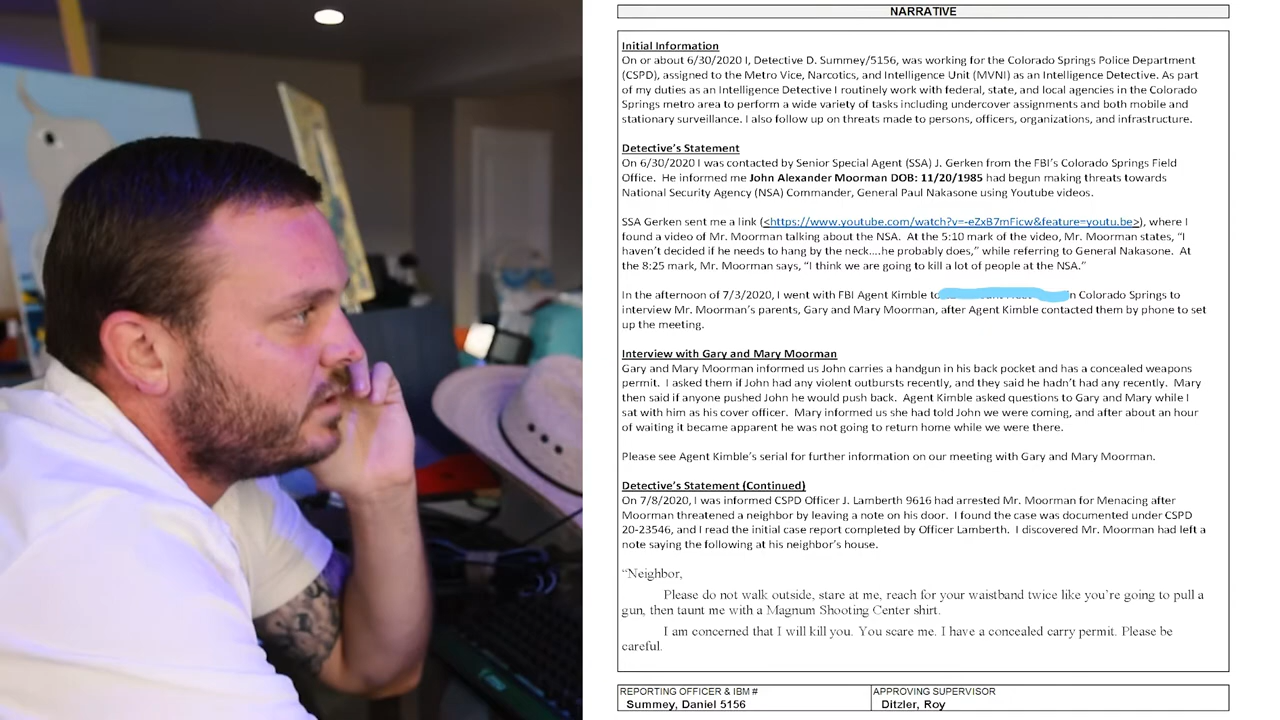 NARRATIVE
Initial Information
On or about 6/30/2020 I, Detective D. Summey/5156, was working for the Colorado Springs Police Department
(CSPD), assigned to the Metro Vice, Narcotics, and Intelligence Unit (MVNI) as an Intelligence Detective. As part
of my duties as an Intelligence Detective I routinely work with federal, state, and local agencies in the Colorado
Springs metro area to perform a wide variety of tasks including undercover assignments and both mobile and
stationary surveillance. I also follow up on threats made to persons, officers, organizations, and infrastructure.
Detective's Statement
On 6/30/2020 I was contacted by Senior Special Agent (SSA) J. Gerken from the FBI's Colorado Springs Field
Office. He informed me John Alexander Moorman DOB: 11/20/1985 had begun making threats towards
National Security Agency (NSA) Commander, General Paul Nakasone using Youtube videos.
SSA Gerken sent me a link (<https://www.youtube.com/watch?v=-eZxB7mFicw&feature=youtu.be>), where I
found a video of Mr. Moorman talking about the NSA. At the 5:10 mark of the video, Mr. Moorman states, "I
haven't decided if he needs to hang by the neck....he probably does," while referring to General Nakasone. At
the 8:25 mark, Mr. Moorman says, "I think we are going to kill a lot of people at the NSA."
In the afternoon of 7/3/2020, I went with FBI Agent Kimble to in Colorado Springs to
interview Mr. Moorman's parents, Gary and Mary Moorman, after Agent Kimble contacted them by phone to set
up the meeting.
Interview with Gary and Mary Moorman
Gary and Mary Moorman informed us John carries a handgun in his back pocket and has a concealed weapons
permit. I asked them if John had any violent outbursts recently, and they said he hadn't had any recently. Mary
then said if anyone pushed John he would push back. Agent Kimble asked questions to Gary and Mary while I
sat with him as his cover officer. Mary informed us she had told John we were coming, and after about an hour
of waiting it became apparent he was not going to return home while we were there.
Please see Agent Kimble's serial for further information on our meeting with Gary and Mary Moorman.
Detective's Statement (Continued)
On 7/8/2020, I was informed CSPD Officer J. Lamberth 9616 had arrested Mr. Moorman for Menacing after
Moorman threatened a neighbor by leaving a note on his door. I found the case was documented under CSPD
20-23546, and I read the initial case report completed by Officer Lamberth. I discovered Mr. Moorman had left a
note saying the following at his neighbor's house.
"Neighbor,
Please do not walk outside, stare at me, reach for your waistband twice like you're going to pull a
gun, then taunt me with a Magnum Shooting Center shirt.
I am concerned that I will kill you. You scare me. I have a concealed carry permit. Please be
careful.
REPORTING OFFICER & IBM #
Summey, Daniel 5156
APPROVING SUPERVISOR
Ditzler, Roy